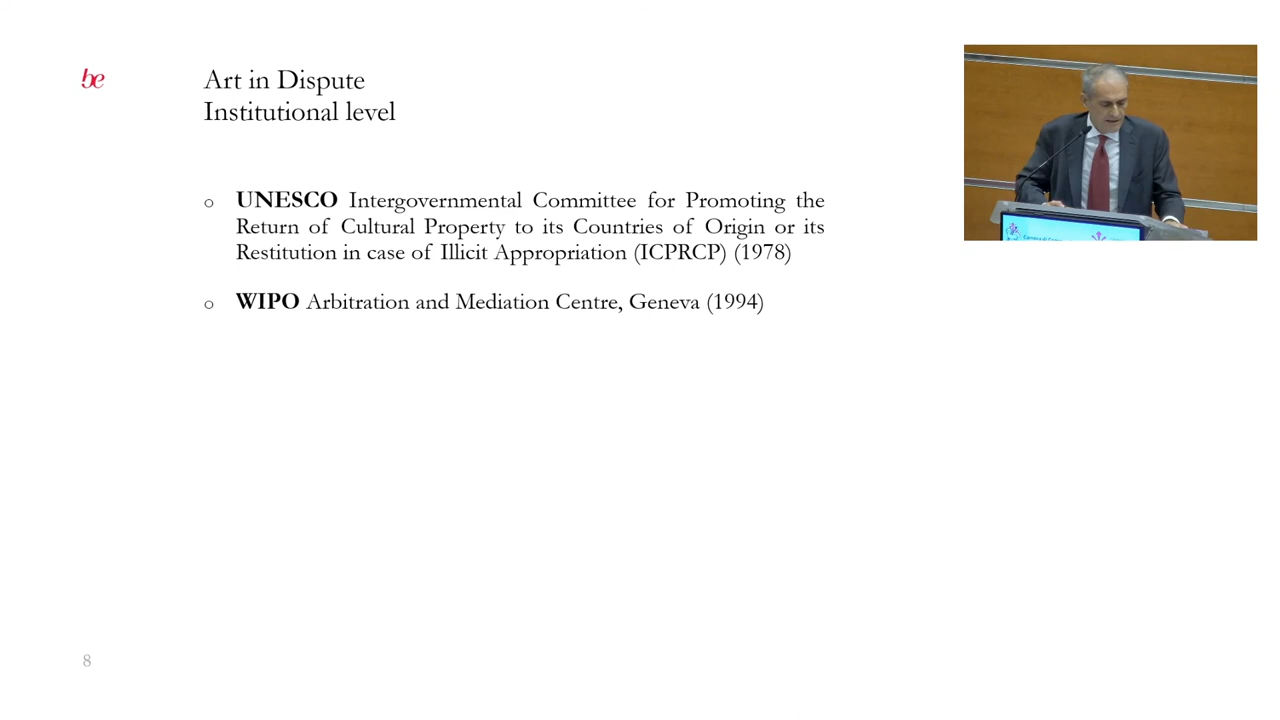 be
Art in Dispute
Institutional level
o UNESCO Intergovernmental Committee for Promoting the
Return of Cultural Property to its Countries of Origin or its
Restitution in case of Illicit Appropriation (ICPRCP) (1978)
o WIPO Arbitration and Mediation Centre, Geneva (1994)
Camera di
8